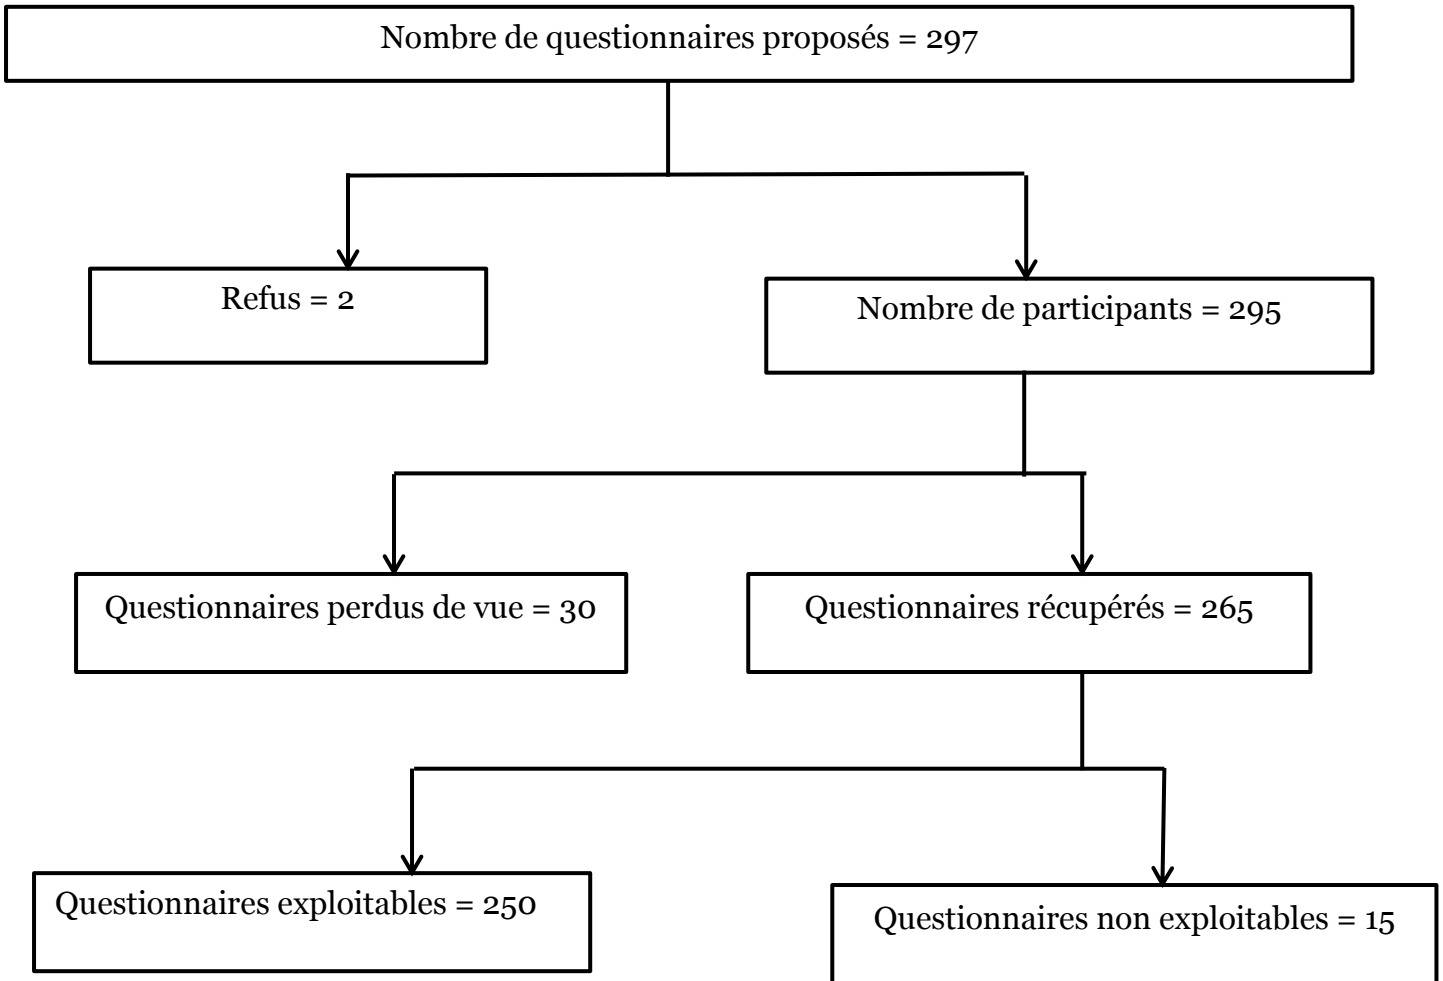 Nombre de questionnaires proposés = 297
Refus = 2
Nombre de participants = 295
Questionnaires perdus de vue = 30
Questionnaires récupérés = 265
Questionnaires exploitables = 250
Questionnaires non exploitables = 15